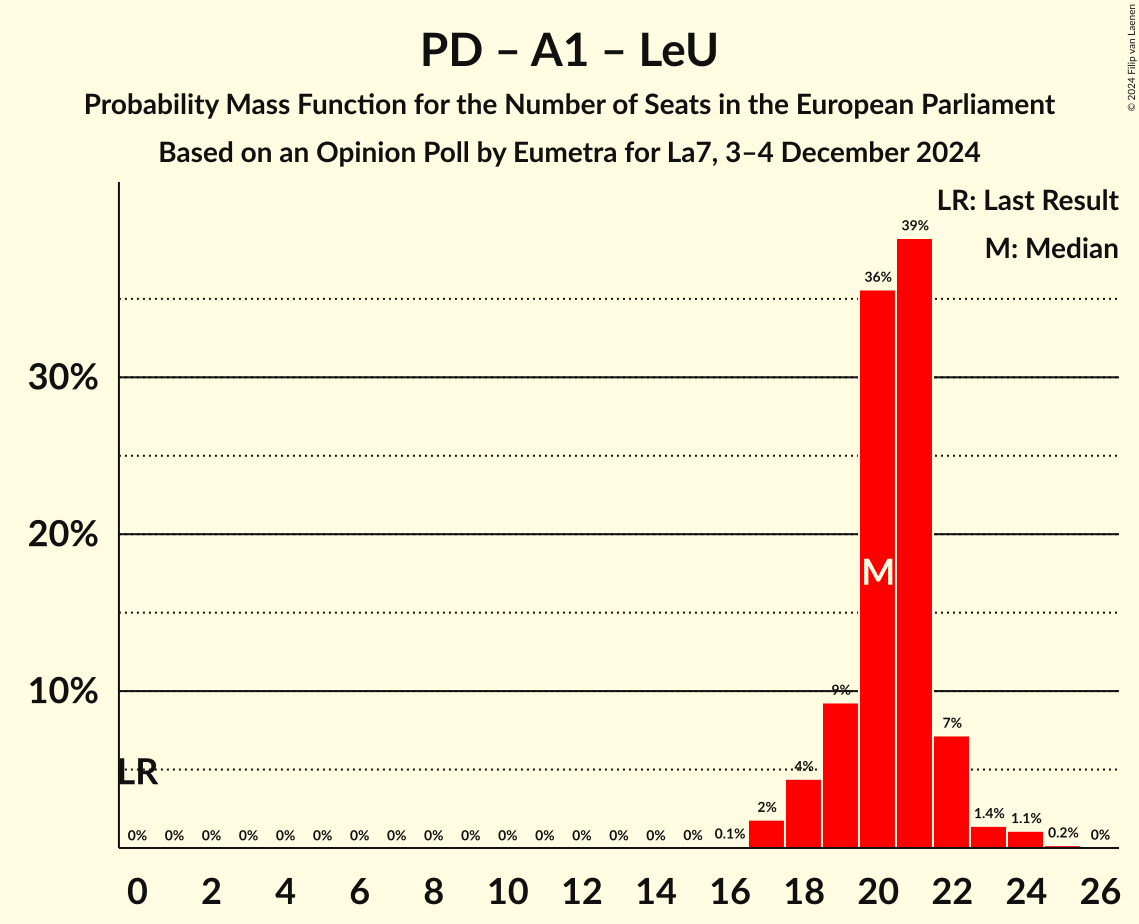 PD – A1 – LeU
Probability Mass Function for the Number of Seats in the European Parliament
Based on an Opinion Poll by Eumetra for La7, 3–4 December 2024
© 2024 Filip van Laenen
LR: Last Result
M: Median
39%
36%
30%
20%
M
10%
9%
7%
LR
4%
2%
1.4%
1.1%
0% 0% 0% 0% 0% 0% 0% 0% 0% 0% 0% 0% 0% 0% 0% 0% 0.1% 0.2% 0%
0 2 4 6 8 10 12 14 16 18 20 22 24 26